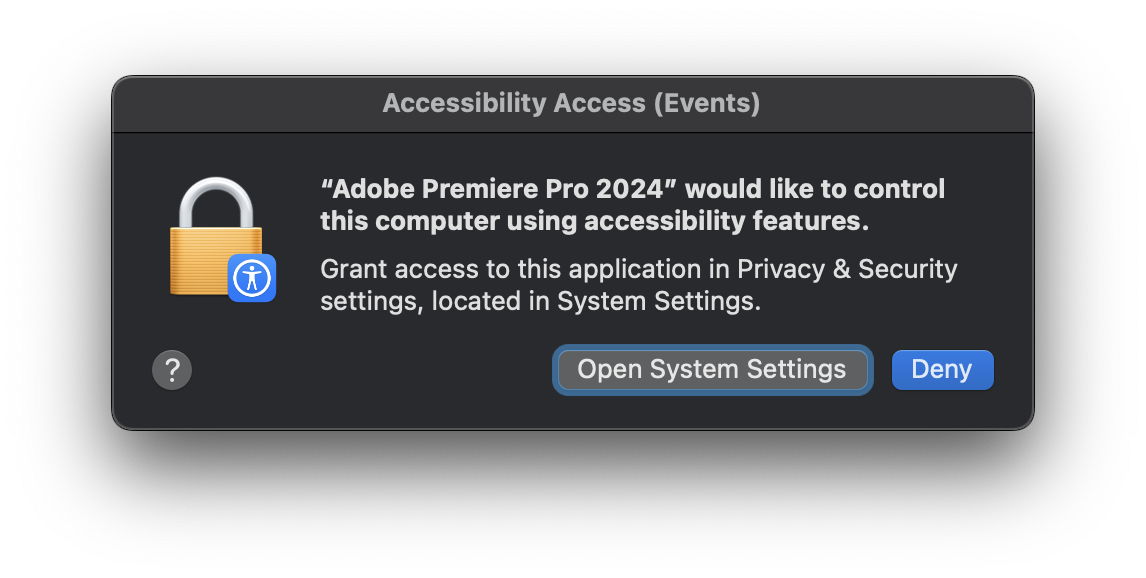 Accessibility Access (Events)
“Adobe Premiere Pro 2024” would like to control
this computer using accessibility features.
Grant access to this application in Privacy & Security
settings, located in System Settings.
?
Open System Settings
Deny